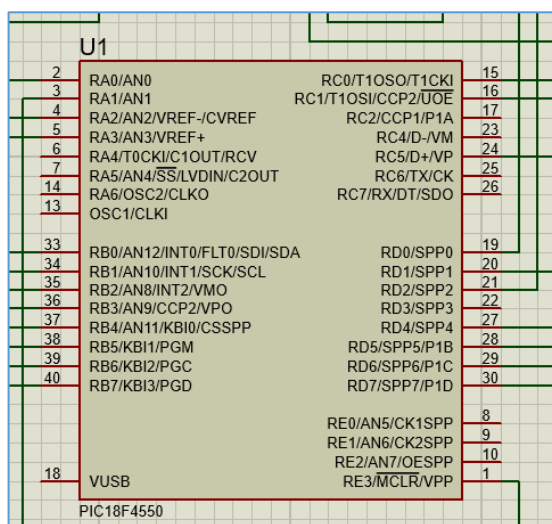 U1
2 RA0/AN0 RC0/T1OSO/T1CKI 15
3 RA1/AN1 RC1/T1OSI/CCP2/UOE 16
4 RA2/AN2/VREF-/CVREF RC2/CCP1/P1A 17
5 RA3/AN3/VREF+ RC4/D-/VM 23
6 RA4/T0CKI/C1OUT/RCV RC5/D+/VP 24
7 RA5/AN4/SS/LVDIN/C2OUT RC6/TX/CK 25
14 RA6/OSC2/CLKO RC7/RX/DT/SDO 26
13 OSC1/CLKI
33 RB0/AN12/INT0/FLT0/SDI/SDA RD0/SPP0 19
34 RB1/AN10/INT1/SCK/SCL RD1/SPP1 20
35 RB2/AN8/INT2/VMO RD2/SPP2 21
36 RB3/AN9/CCP2/VPO RD3/SPP3 22
37 RB4/AN11/KBI0/CSSPP RD4/SPP4 27
38 RB5/KBI1/PGM RD5/SPP5/P1B 28
39 RB6/KBI2/PGC RD6/SPP6/P1C 29
40 RB7/KBI3/PGD RD7/SPP7/P1D 30
RE0/AN5/CK1SPP 8
RE1/AN6/CK2SPP 9
RE2/AN7/OESPP 10
18 VUSB RE3/MCLR/VPP 1
PIC18F4550